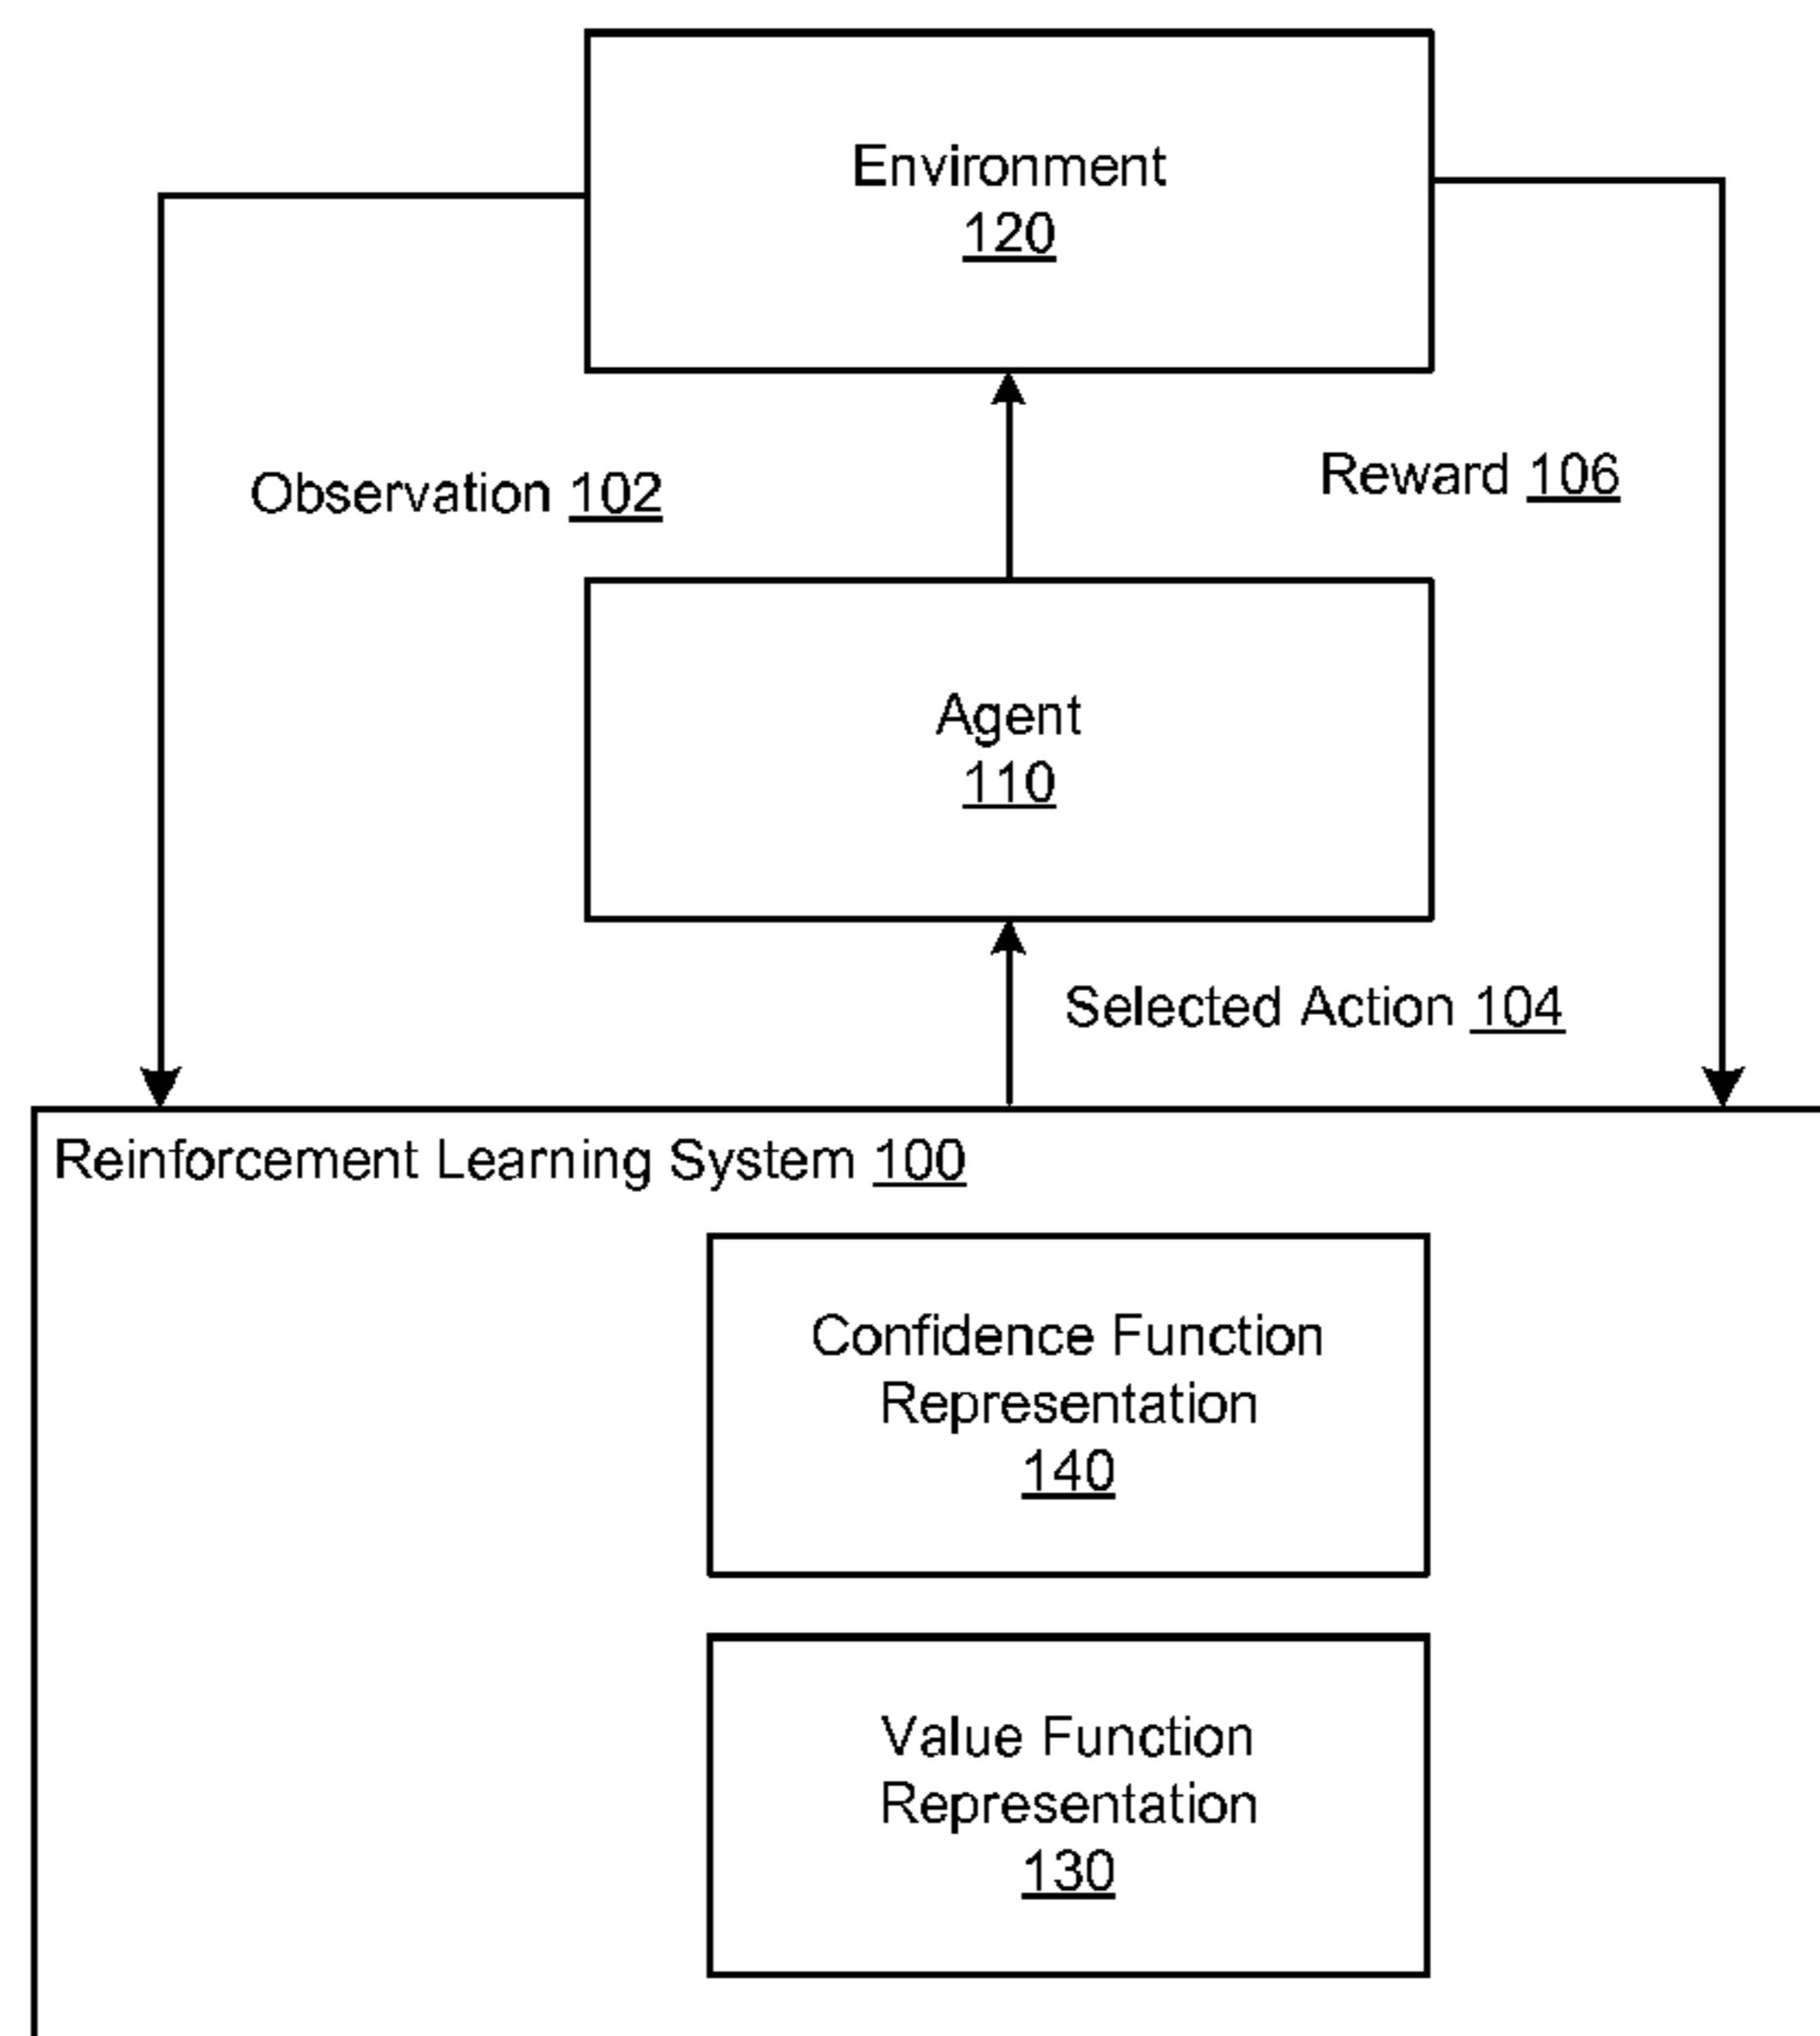 Environment
120
Observation 102
Reward 106
Agent
110
Selected Action 104
Reinforcement Learning System 100
Confidence Function
Representation
140
Value Function
Representation
130